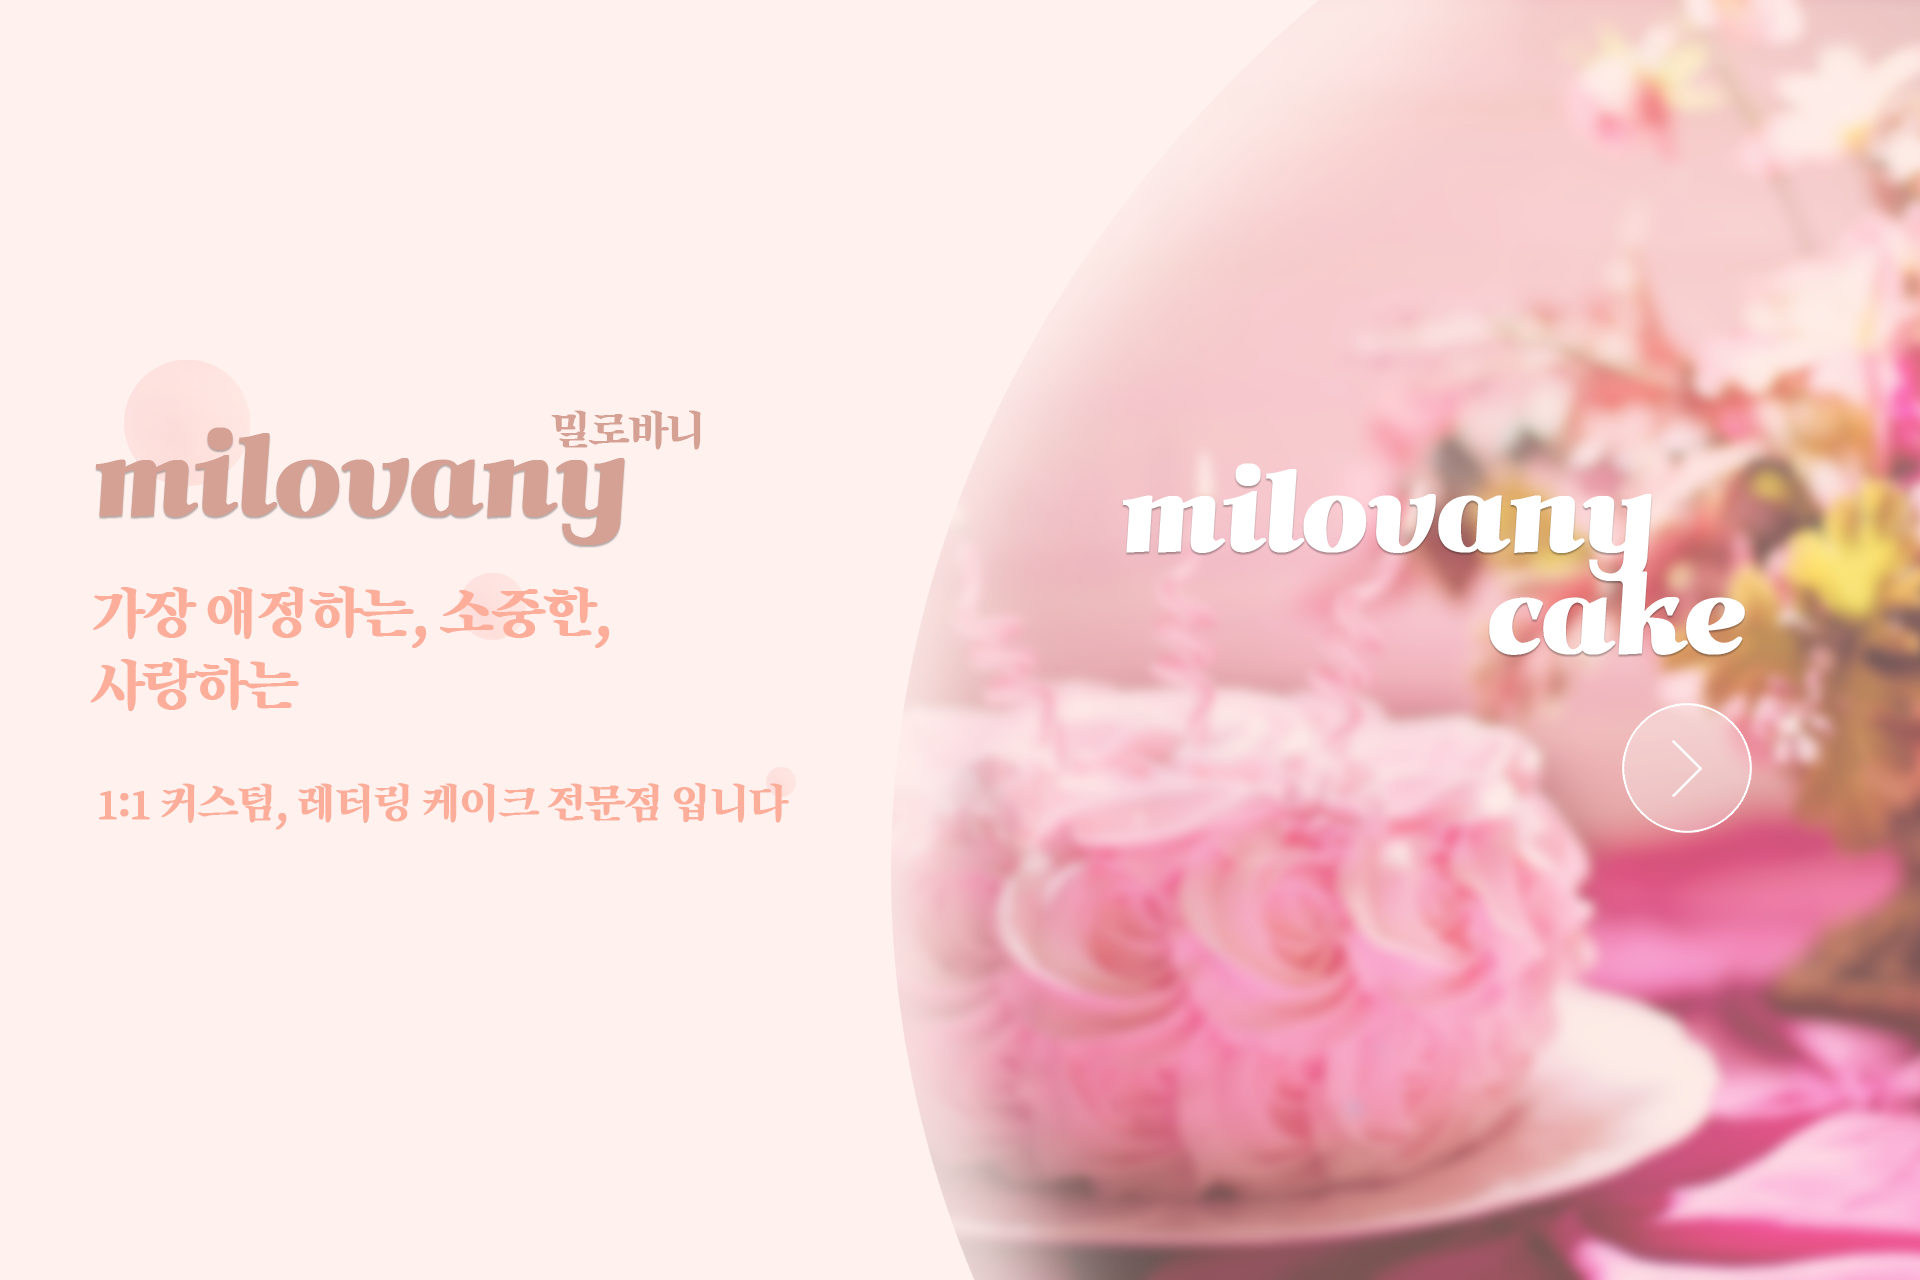 밀로바니
milovany
가장 애정하는, 소중한,
사랑하는
1:1 커스텀, 레터링 케이크 전문점 입니다
milovany
cake